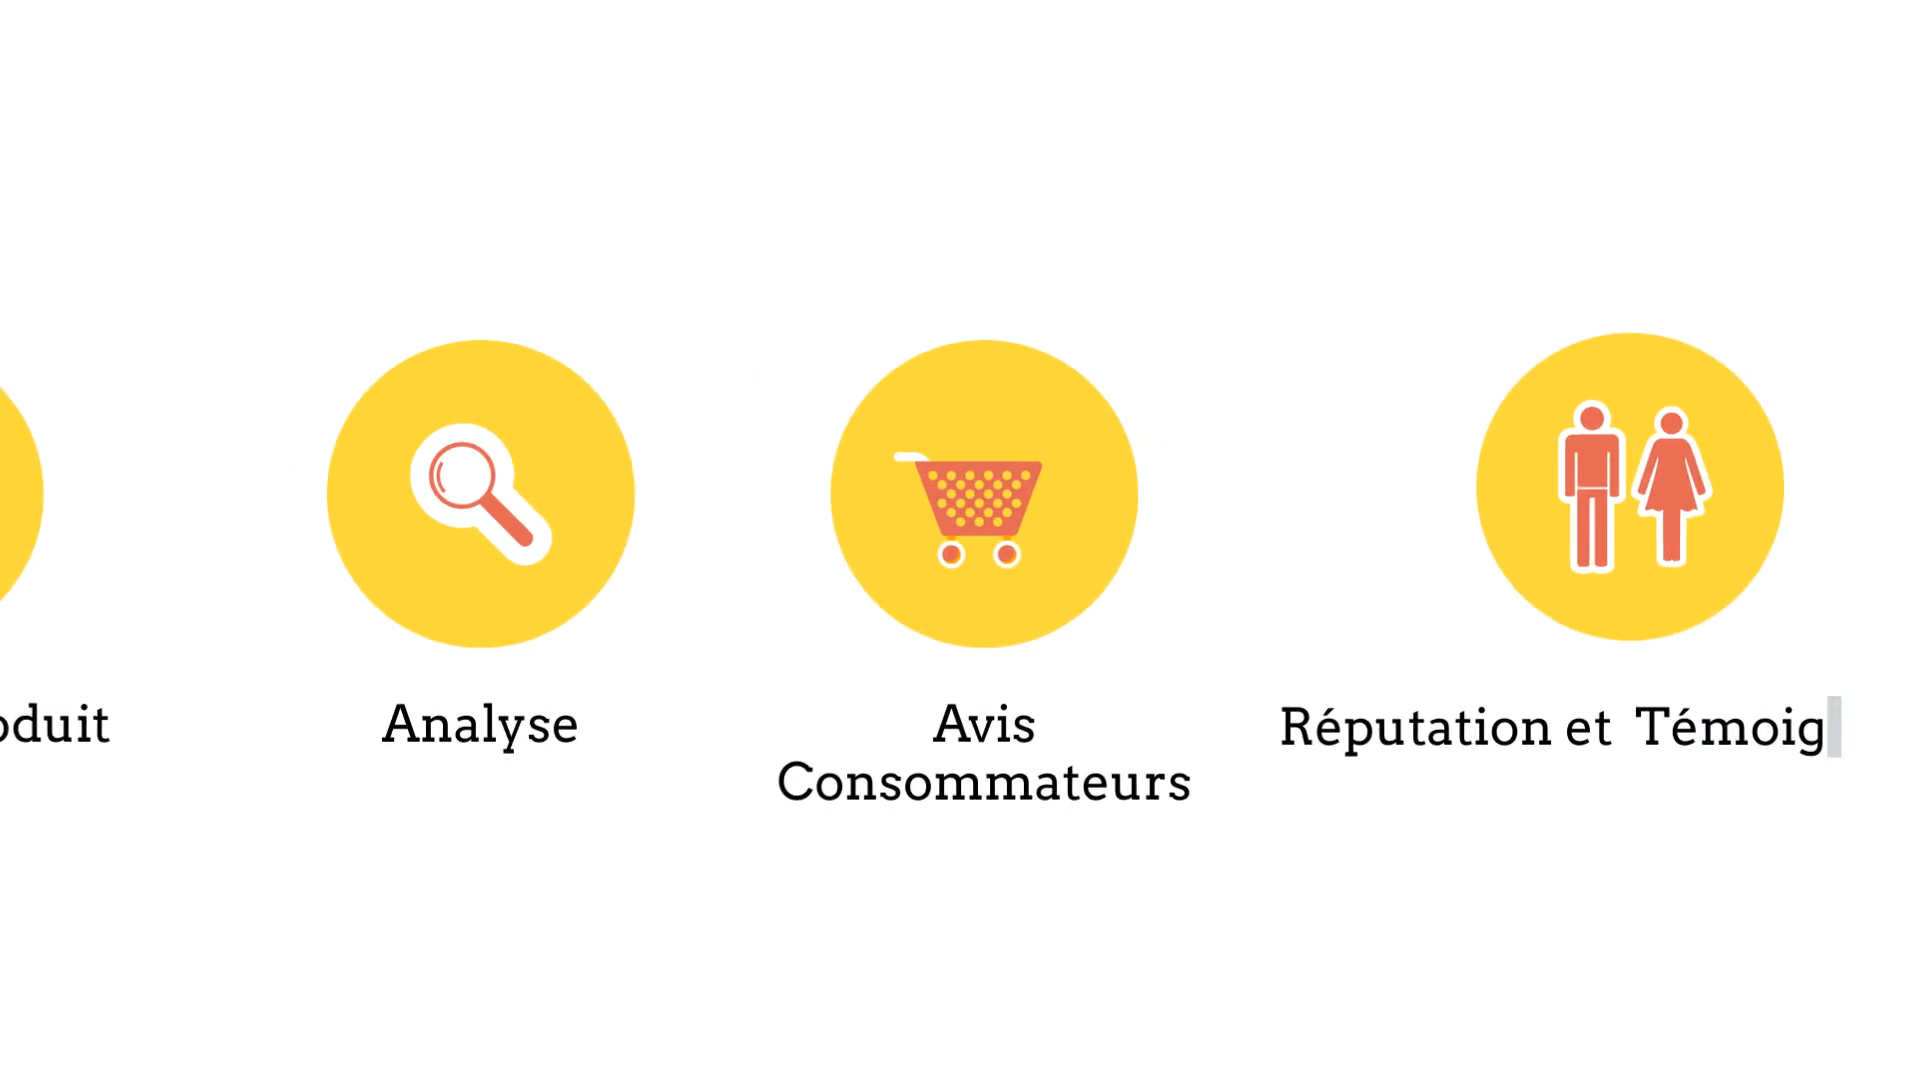 oduit
Analyse
Avis
Consommateurs
Réputation et Témoig